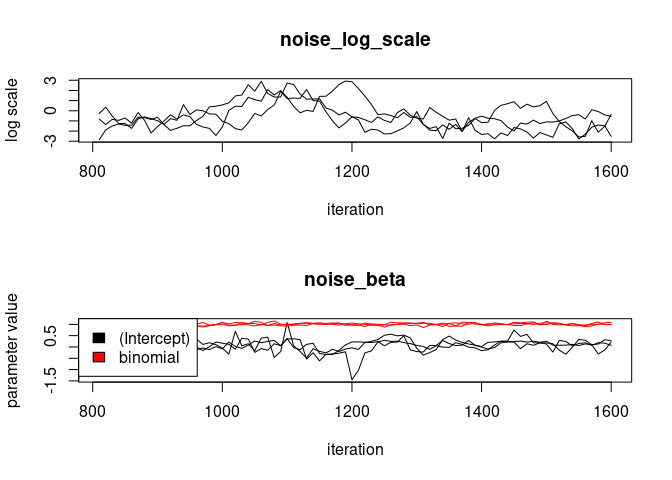 noise_log_scale
log scale
3
0
-3
800 1000 1200 1400 1600
iteration
noise_beta
parameter value
0.5
-1.5
(Intercept)
binomial
800 1000 1200 1400 1600
iteration